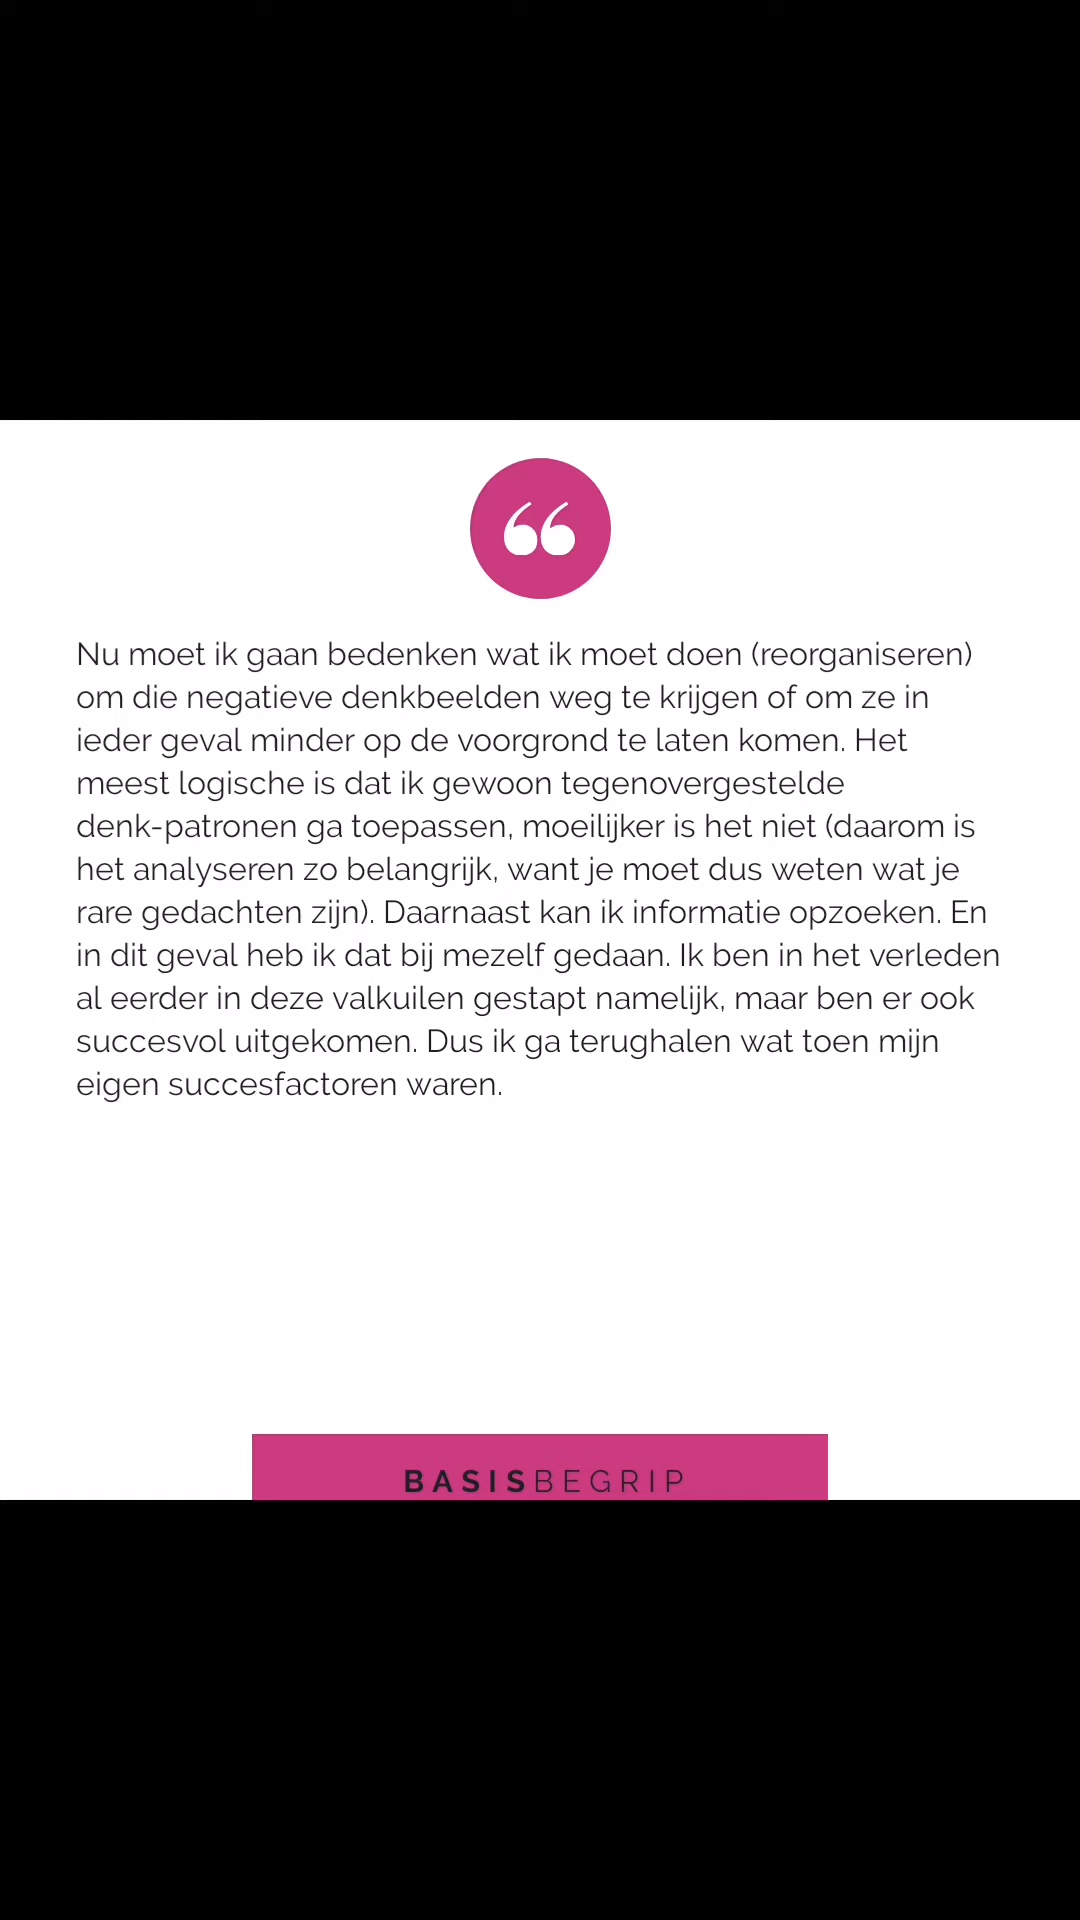 “
Nu moet ik gaan bedenken wat ik moet doen (reorganiseren)
om die negatieve denkbeelden weg te krijgen of om ze in
ieder geval minder op de voorgrond te laten komen. Het
meest logische is dat ik gewoon tegenovergestelde
denk-patronen ga toepassen, moeilijker is het niet (daarom is
het analyseren zo belangrijk, want je moet dus weten wat je
rare gedachten zijn). Daarnaast kan ik informatie opzoeken. En
in dit geval heb ik dat bij mezelf gedaan. Ik ben in het verleden
al eerder in deze valkuilen gestapt namelijk, maar ben er ook
succesvol uitgekomen. Dus ik ga terughalen wat toen mijn
eigen succesfactoren waren.
BASISBEGRIP